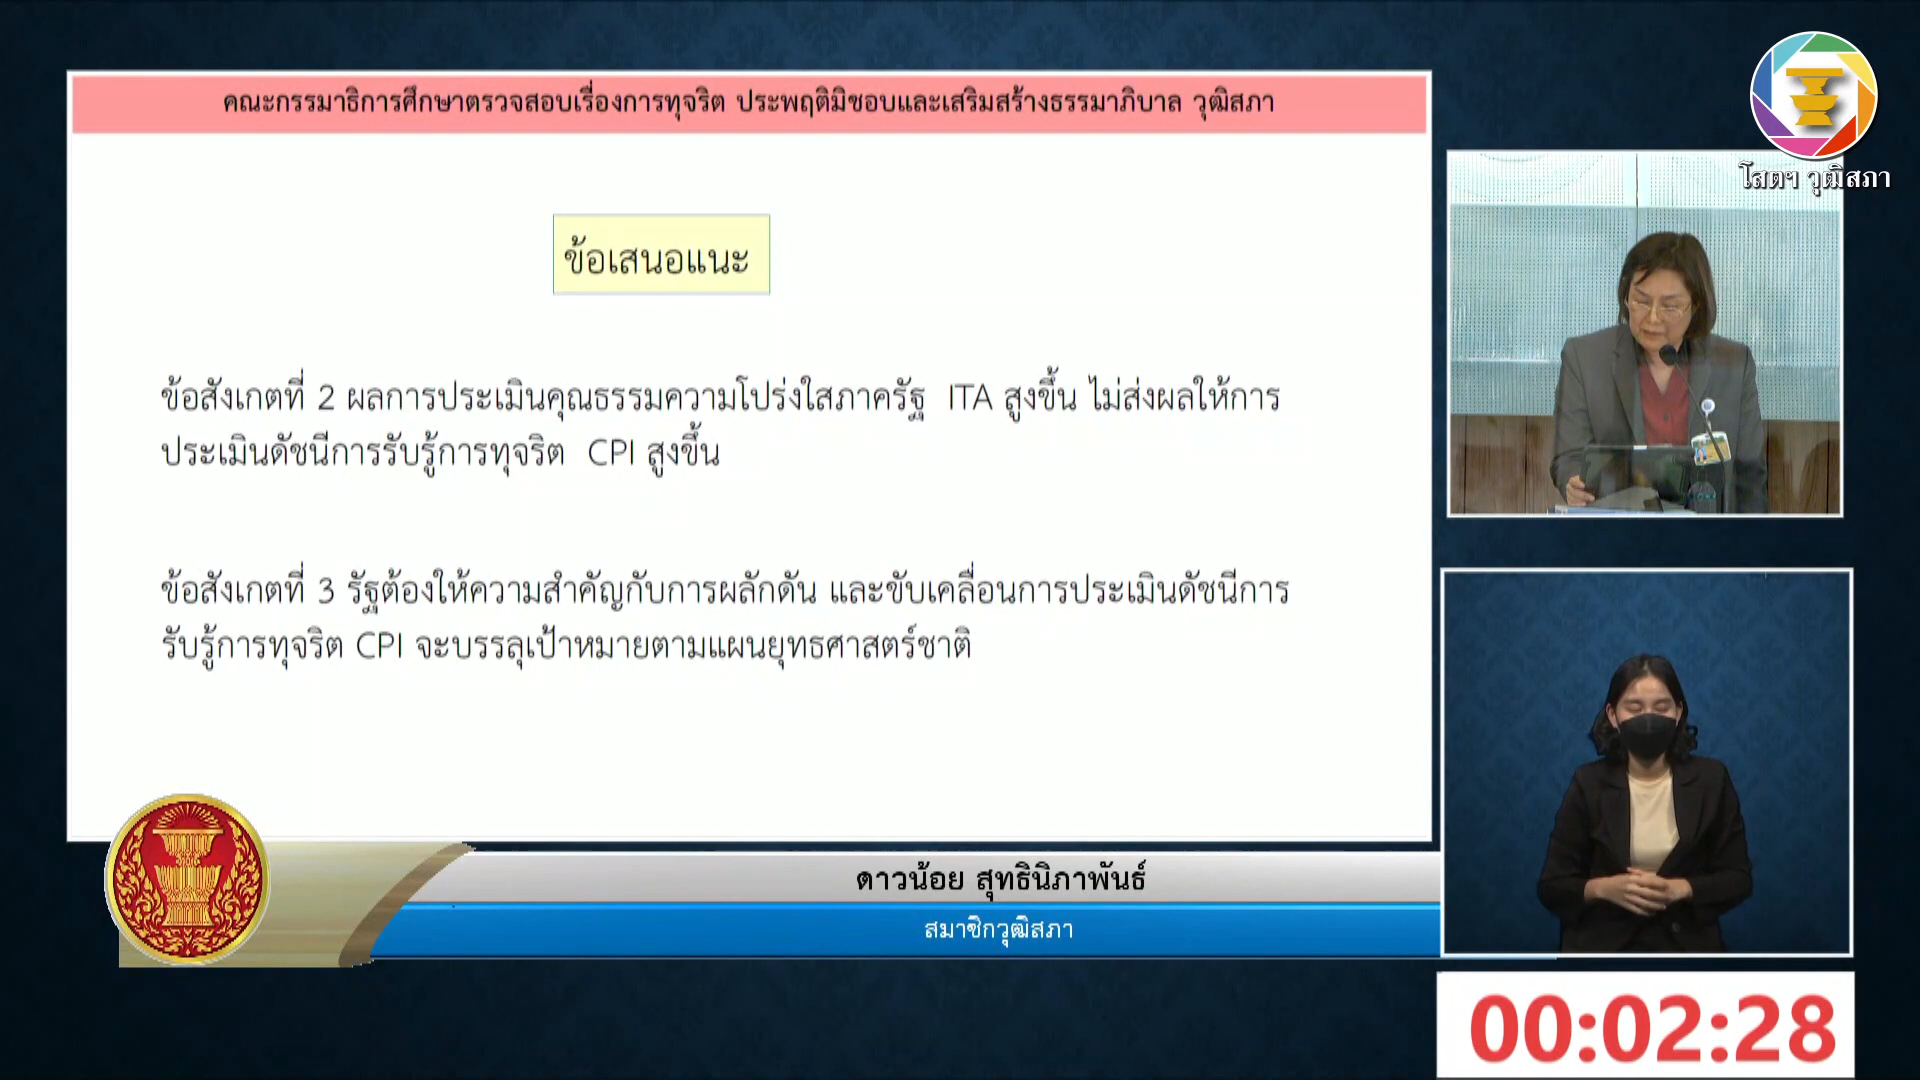 คณะกรรมาธิการศึกษาตรวจสอบเรื่องการทุจริต ประพฤติมิชอบและเสริมสร้างธรรมาภิบาล วุฒิสภา
โสตฯ วุฒิสภา
ข้อเสนอแนะ
ข้อสังเกตที่ 2 ผลการประเมินคุณธรรมความโปร่งใสภาครัฐ ITA สูงขึ้น ไม่ส่งผลให้การ
ประเมินดัชนีการรับรู้การทุจริต CPI สูงขึ้น
ข้อสังเกตที่ 3 รัฐต้องให้ความสำคัญกับการผลักดัน และขับเคลื่อนการประเมินดัชนีการ
รับรู้การทุจริต CPI จะบรรลุเป้าหมายตามแผนยุทธศาสตร์ชาติ
ดาวน้อย สุทธินิภาพันธ์
สมาชิกวุฒิสภา
00:02:28